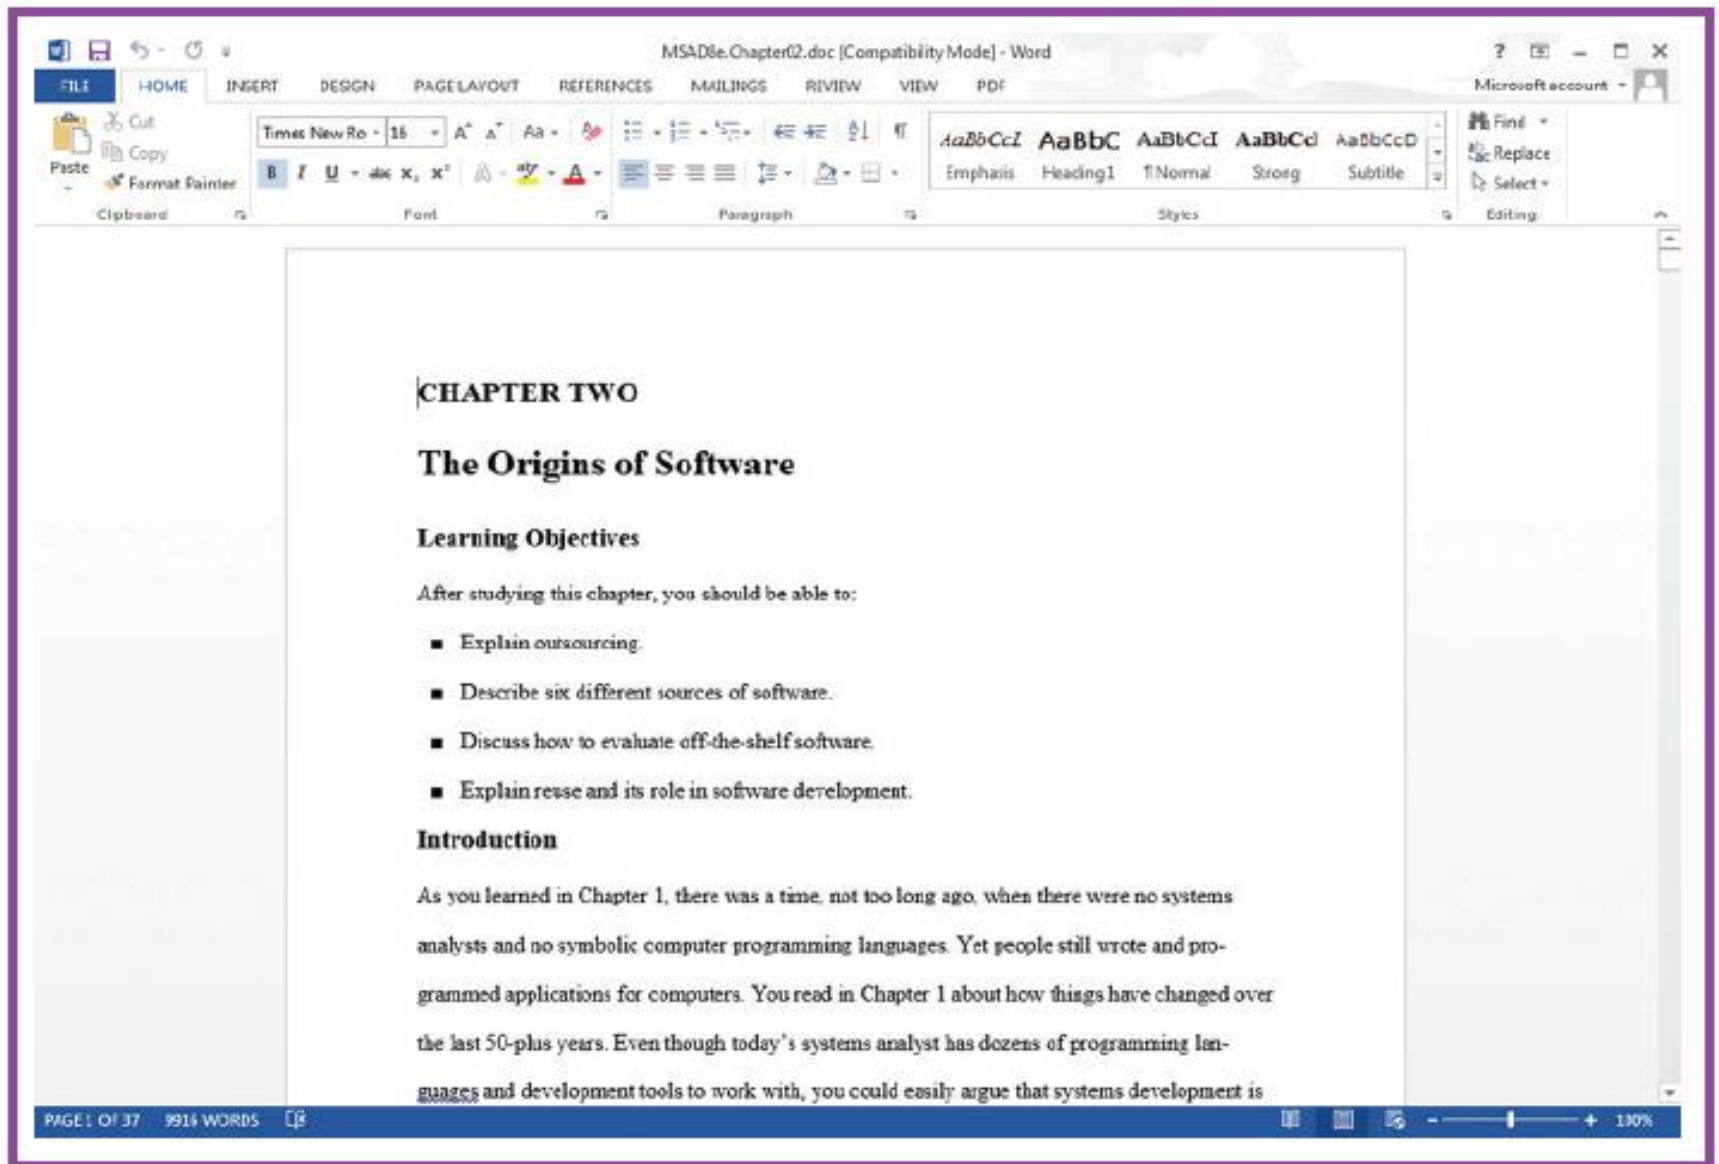 MSAD8e.Chapter02.doc [Compatibility Mode] - Word
FILE HOME INSERT DESIGN PAGE LAYOUT REFERENCES MAILINGS REVIEW VIEW PDF Microsoft account
Cut
Copy
Format Painter
Paste
Clipboard
Times New Ro 16 Aa
B I U abc x₂ x² A aby A
Font
Paragraph
AaBbCcI AaBbC AaBbCcI AaBbCcI AaBbCcD
Emphasis Heading 1 ¶ Normal Strong Subtitle
Styles
Find
Replace
Select
Editing
CHAPTER TWO
The Origins of Software
Learning Objectives
After studying this chapter, you should be able to:
■ Explain outsourcing.
■ Describe six different sources of software.
■ Discuss how to evaluate off-the-shelf software.
■ Explain reuse and its role in software development.
Introduction
As you learned in Chapter 1, there was a time, not too long ago, when there were no systems
analysts and no symbolic computer programming languages. Yet people still wrote and pro-
grammed applications for computers. You read in Chapter 1 about how things have changed over
the last 50-plus years. Even though today's systems analyst has dozens of programming lan-
guages and development tools to work with, you could easily argue that systems development is
PAGE 1 OF 37 9916 WORDS 130%